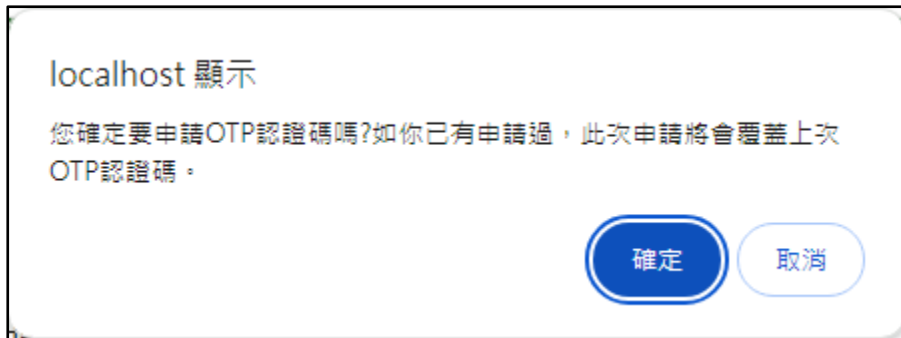 localhost 顯示
您確定要申請OTP認證碼嗎?如你已有申請過，此次申請將會覆蓋上次
OTP認證碼。
確定
取消